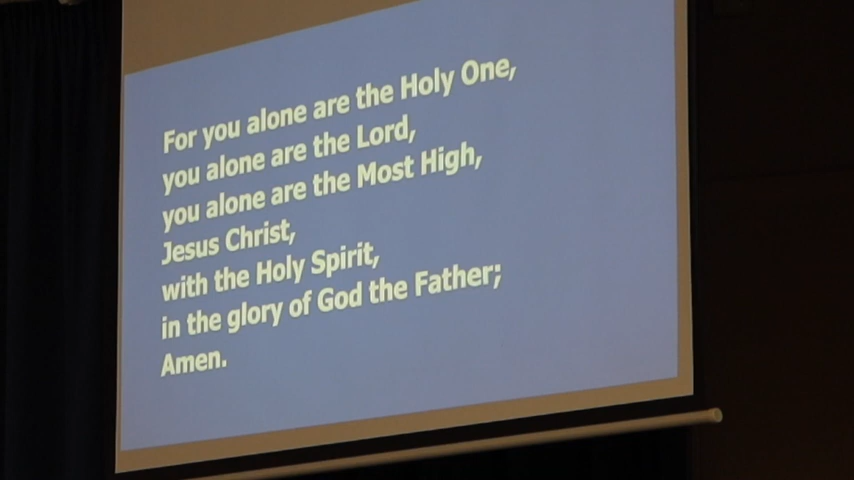 For you alone are the Holy One,
you alone are the Lord,
you alone are the Most High,
Jesus Christ,
with the Holy Spirit,
in the glory of God the Father;
Amen.